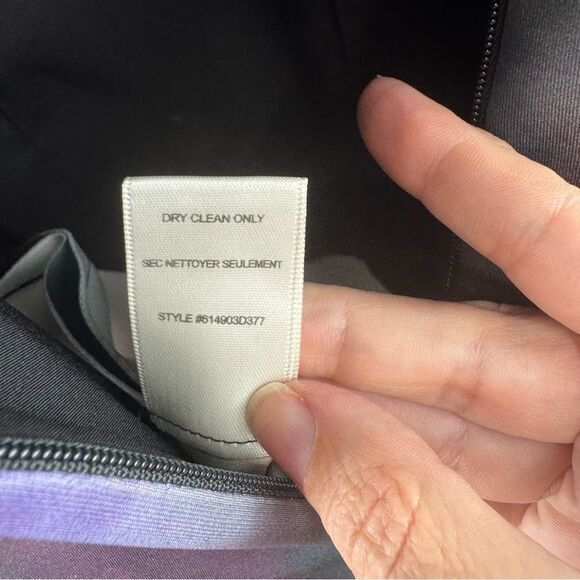 DRY CLEAN ONLY
SEC NETTOYER SEULEMENT
STYLE #614903D377